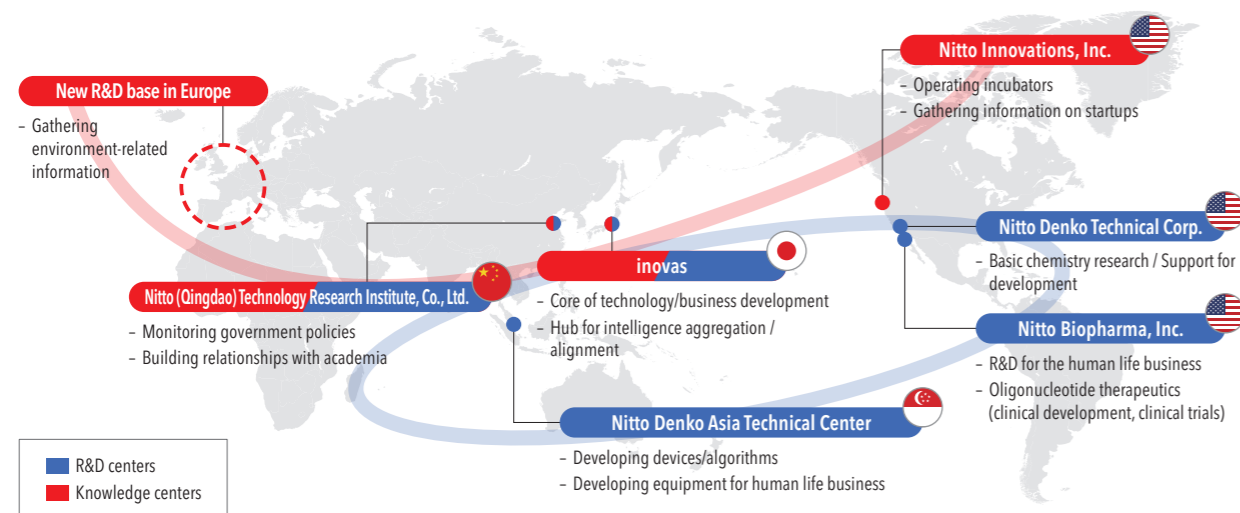 New R&D base in Europe
– Gathering
environment-related
information
Nitto Innovations, Inc.
– Operating incubators
– Gathering information on startups
Nitto Denko Technical Corp.
– Basic chemistry research / Support for
development
inovas
– Core of technology/business development
– Hub for intelligence aggregation /
alignment
Nitto (Qingdao) Technology Research Institute, Co., Ltd.
– Monitoring government policies
– Building relationships with academia
Nitto Biopharma, Inc.
– R&D for the human life business
– Oligonucleotide therapeutics
(clinical development, clinical trials)
Nitto Denko Asia Technical Center
– Developing devices/algorithms
– Developing equipment for human life business
R&D centers
Knowledge centers